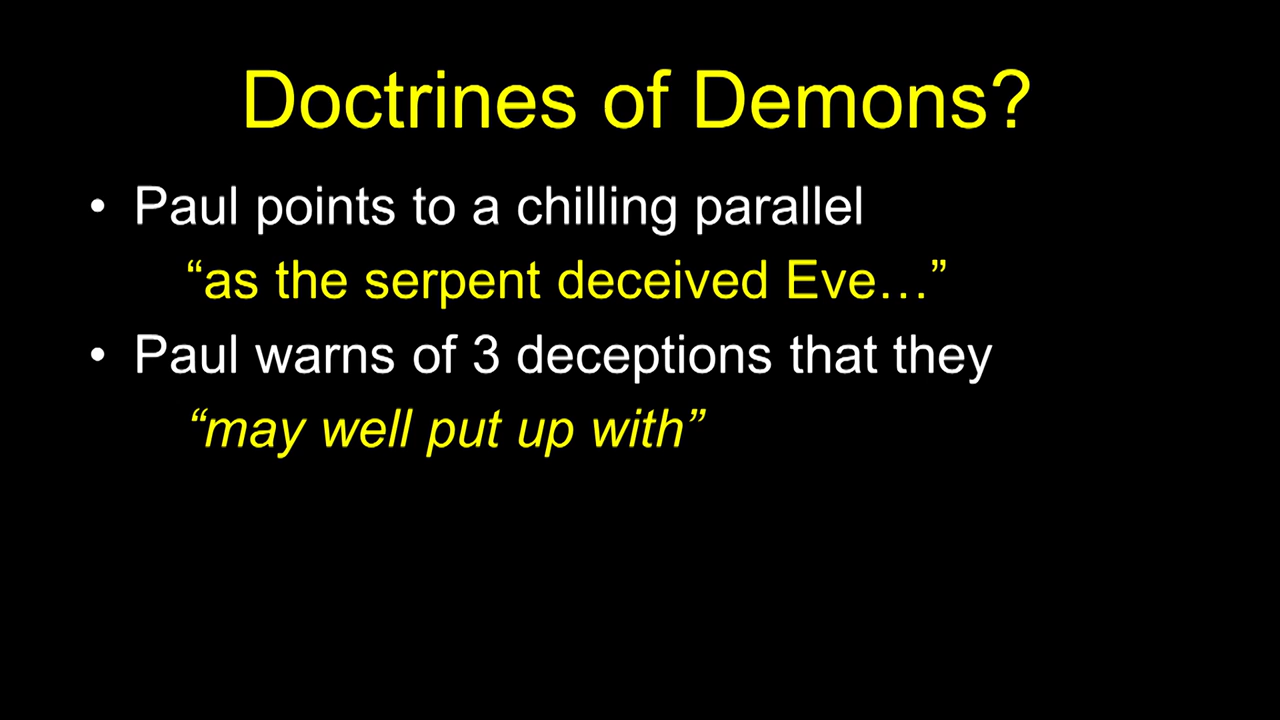 Doctrines of Demons?
• Paul points to a chilling parallel
“as the serpent deceived Eve…”
• Paul warns of 3 deceptions that they
“may well put up with”